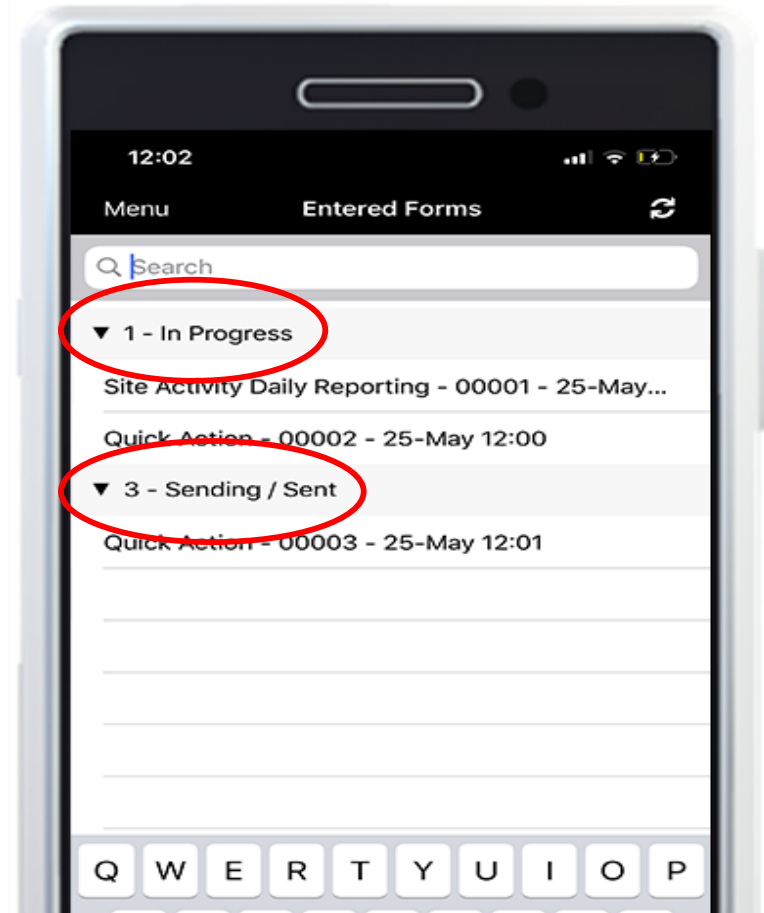 12:02
Menu Entered Forms
Search
1 - In Progress
Site Activity Daily Reporting - 00001 - 25-May...
Quick Action - 00002 - 25-May 12:00
3 - Sending / Sent
Quick Action - 00003 - 25-May 12:01
Q W E R T Y U I O P